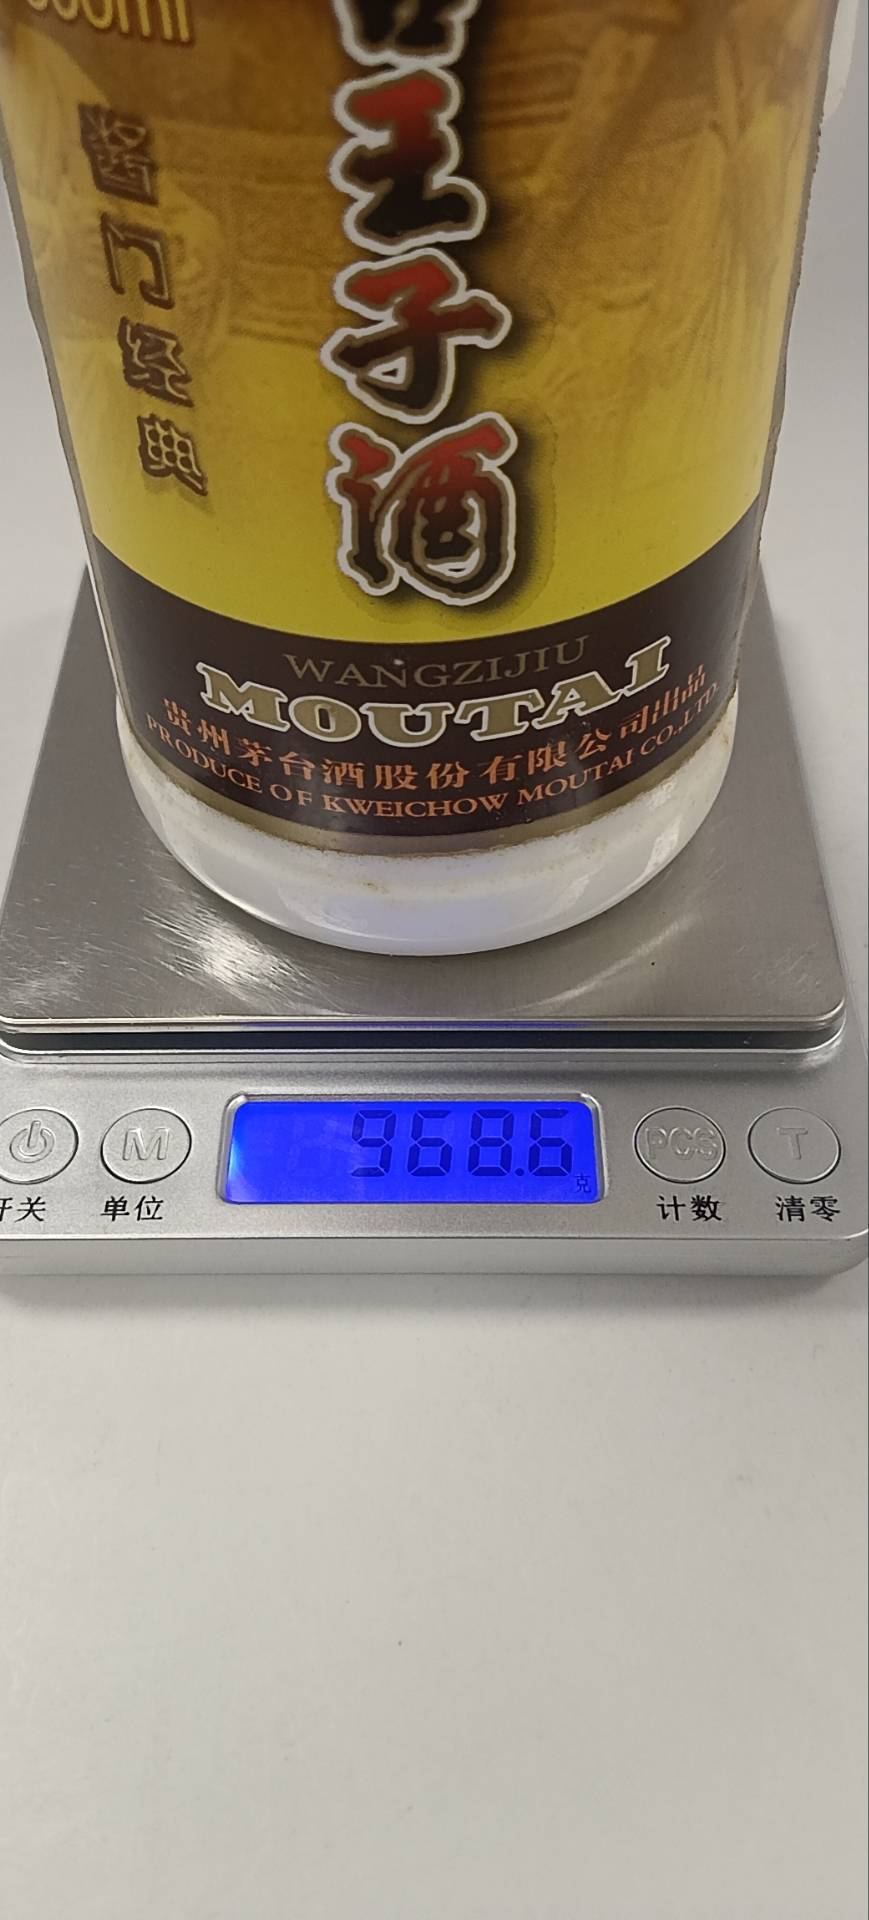 酱门经典
王子酒
WANGZIJIU
MOUTAI
贵州茅台酒股份有限公司出品
PRODUCE OF KWEICHOW MOUTAI CO.,LTD.
968.6
克
M
PCS
T
开关
单位
计数
清零